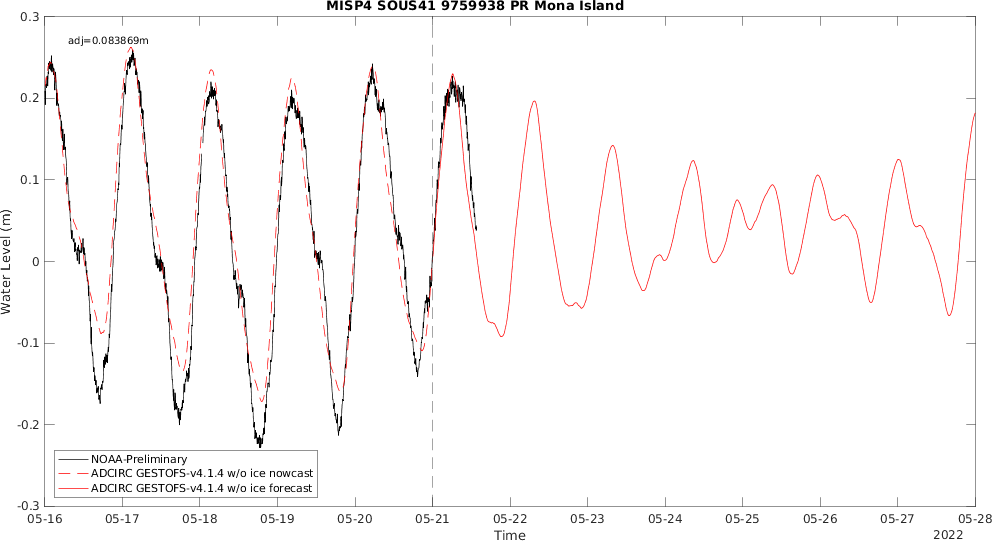 MISP4 SOUS41 9759938 PR Mona Island
adj=0.083869m
0.3
0.2
0.1
0
-0.1
-0.2
-0.3
Water Level (m)
NOAA-Preliminary
ADCIRC GESTOFS-v4.1.4 w/o ice nowcast
ADCIRC GESTOFS-v4.1.4 w/o ice forecast
05-16 05-17 05-18 05-19 05-20 05-21 05-22 05-23 05-24 05-25 05-26 05-27 05-28
Time
2022